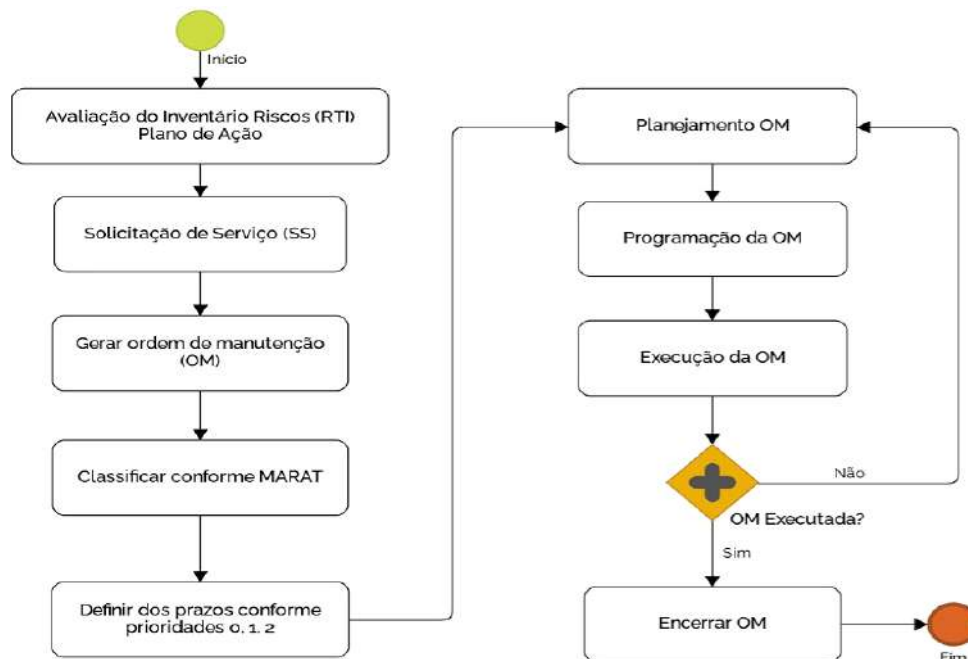 Início
Avaliação do Inventário Riscos (RTI)
Plano de Ação
Solicitação de Serviço (SS)
Gerar ordem de manutenção
(OM)
Classificar conforme MARAT
Definir dos prazos conforme
prioridades 0, 1. 2
Planejamento OM
Programação da OM
Execução da OM
Não
OM Executada?
Sim
Encerrar OM
Fim